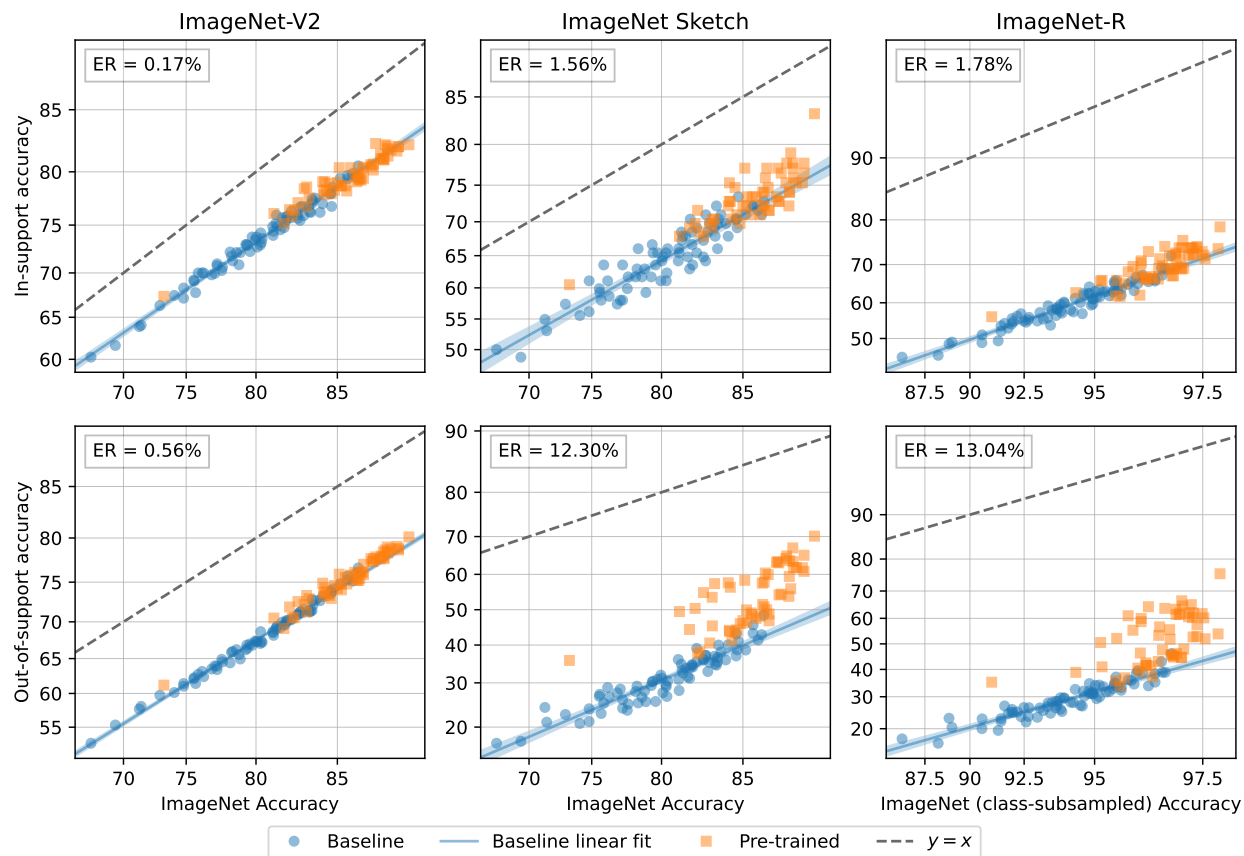 ImageNet-V2
ImageNet Sketch
ImageNet-R
In-support accuracy
ER = 0.17%
85
80
75
70
65
60
70 75 80 85
ER = 1.56%
85
80
75
70
65
60
55
50
70 75 80 85
ER = 1.78%
90
80
70
60
50
87.5 90 92.5 95 97.5
Out-of-support accuracy
ER = 0.56%
85
80
75
70
65
60
55
70 75 80 85
ImageNet Accuracy
ER = 12.30%
90
80
70
60
50
40
30
20
70 75 80 85
ImageNet Accuracy
ER = 13.04%
90
80
70
60
50
40
30
20
87.5 90 92.5 95 97.5
ImageNet (class-subsampled) Accuracy
Baseline Baseline linear fit Pre-trained y = x